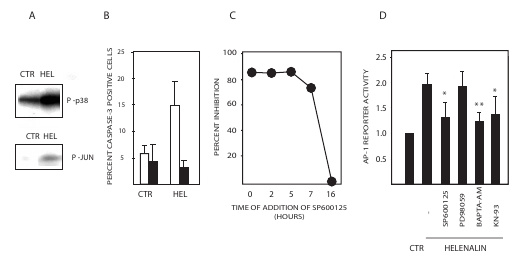 A
B
C
D
CTR HEL
P -p38
CTR HEL
P -JUN
PERCENT CASPASE-3 POSITIVE CELLS
25
20
15
10
5
CTR
HEL
PERCENT INHIBITION
100
80
60
40
20
0
2
5
7
16
TIME OF ADDITION OF SP600125
(HOURS)
AP-1 REPORTER ACTIVITY
2.5
2.0
1.5
1.0
0.5
*
**
*
-
SP600125
PD98059
BAPTA-AM
KN-93
CTR
HELENALIN